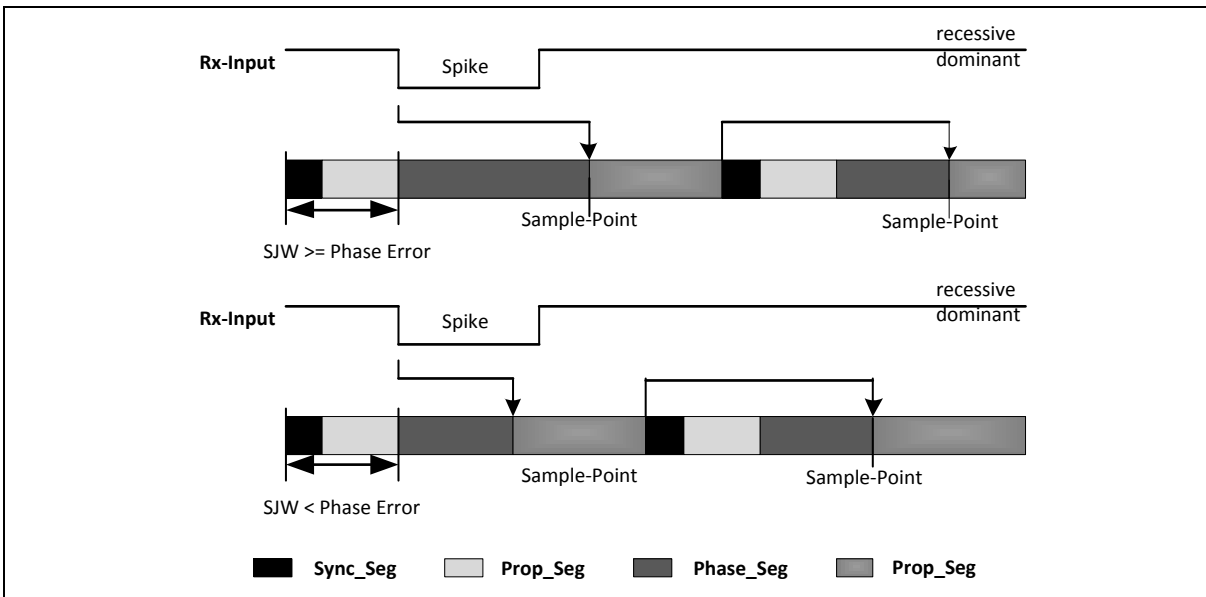 recessive
Rx-Input
dominant
Spike
Sample-Point
Sample-Point
SJW >= Phase Error
recessive
Rx-Input
dominant
Spike
Sample-Point
Sample-Point
SJW < Phase Error
Sync_Seg
Prop_Seg
Phase_Seg
Prop_Seg